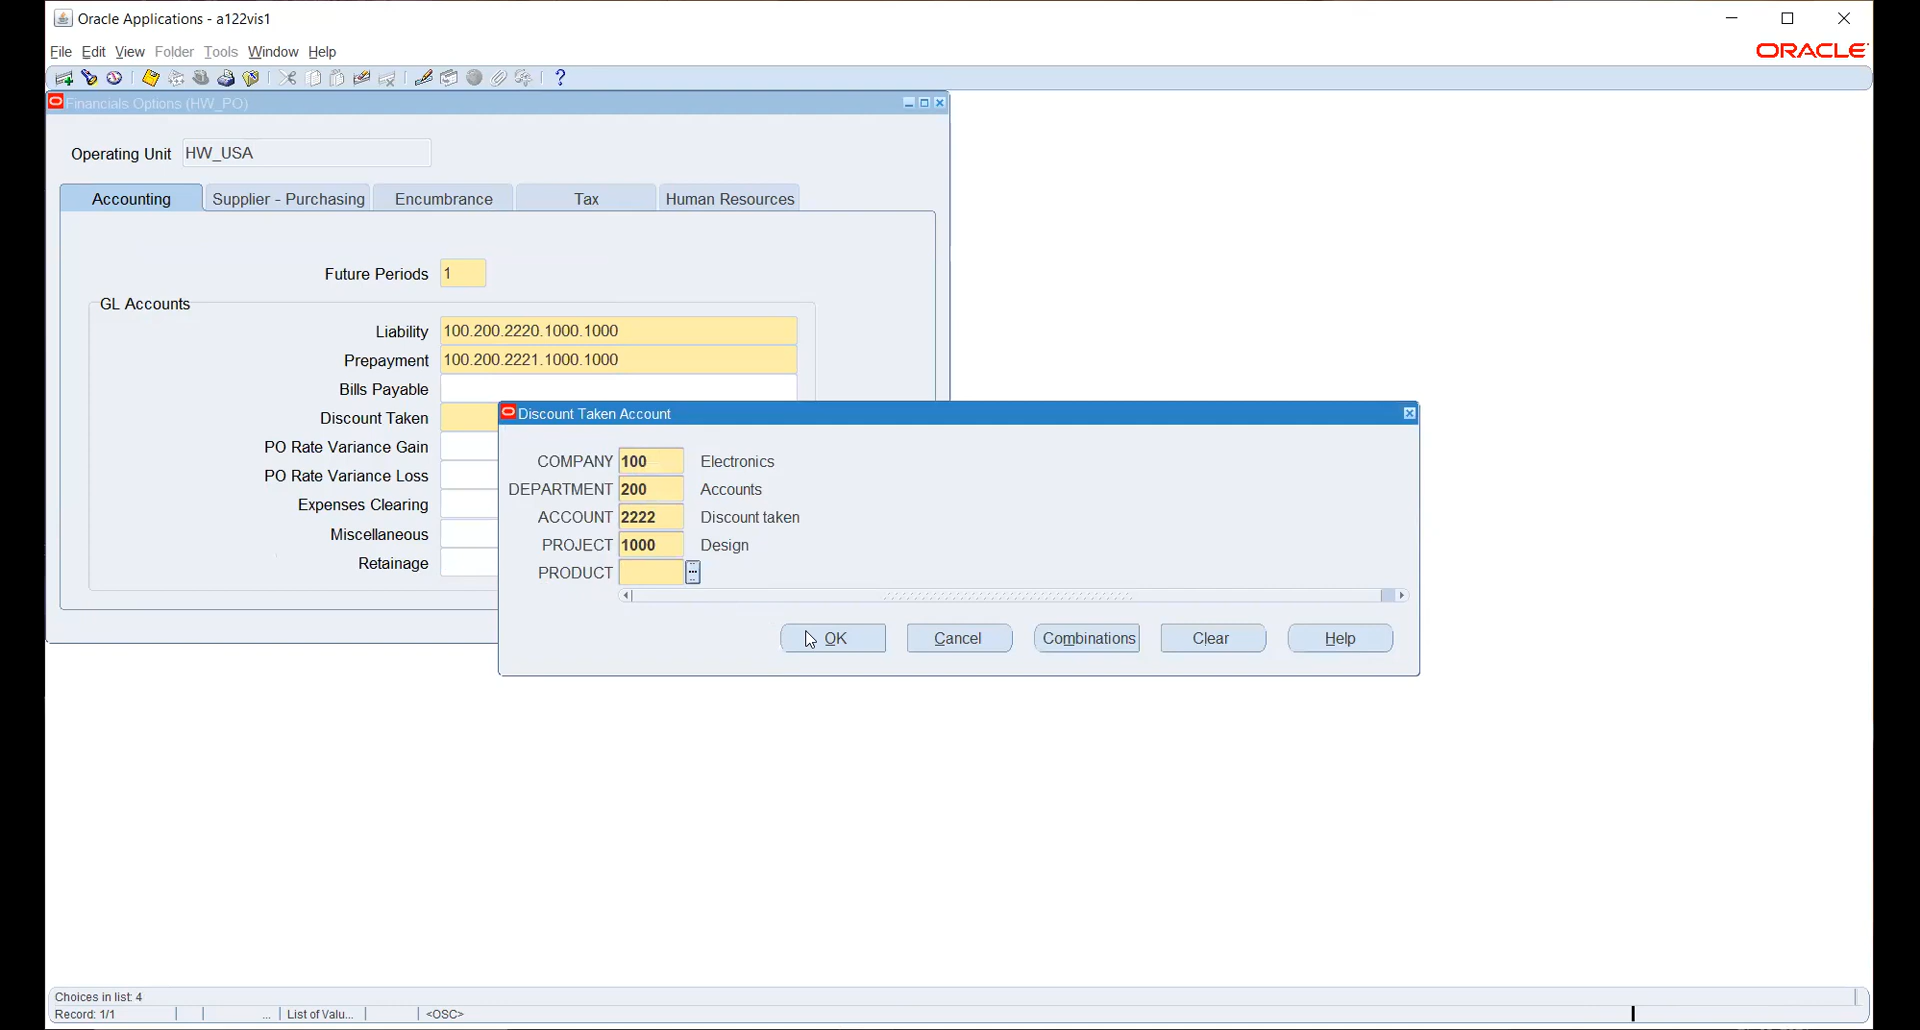 Oracle Applications - a122vis1
File Edit View Folder Tools Window Help
ORACLE
Financials Options (HW_PO)
Operating Unit HW_USA
Accounting Supplier - Purchasing Encumbrance Tax Human Resources
Future Periods 1
GL Accounts
Liability 100.200.2220.1000.1000
Prepayment 100.200.2221.1000.1000
Bills Payable
Discount Taken
PO Rate Variance Gain
PO Rate Variance Loss
Expenses Clearing
Miscellaneous
Retainage
Discount Taken Account
COMPANY 100 Electronics
DEPARTMENT 200 Accounts
ACCOUNT 2222 Discount taken
PROJECT 1000 Design
PRODUCT
OK Cancel Combinations Clear Help
Choices in list: 4
Record: 1/1 ... List of Valu... <OSC>